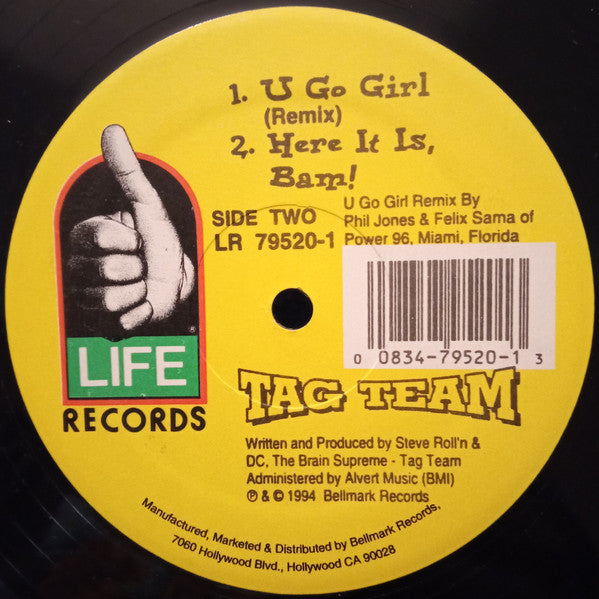 1. U Go Girl
(Remix)
2. Here It Is,
Bam!
U Go Girl Remix By
Phil Jones & Felix Sama of
Power 96, Miami, Florida
SIDE TWO
LR 79520-1
0 0834-79520-1 3
®
LIFE
RECORDS
TAG TEAM
Written and Produced by Steve Roll'n &
DC, The Brain Supreme - Tag Team
Administered by Alvert Music (BMI)
℗ & © 1994 Bellmark Records
Manufactured, Marketed & Distributed by Bellmark Records,
7060 Hollywood Blvd., Hollywood CA 90028